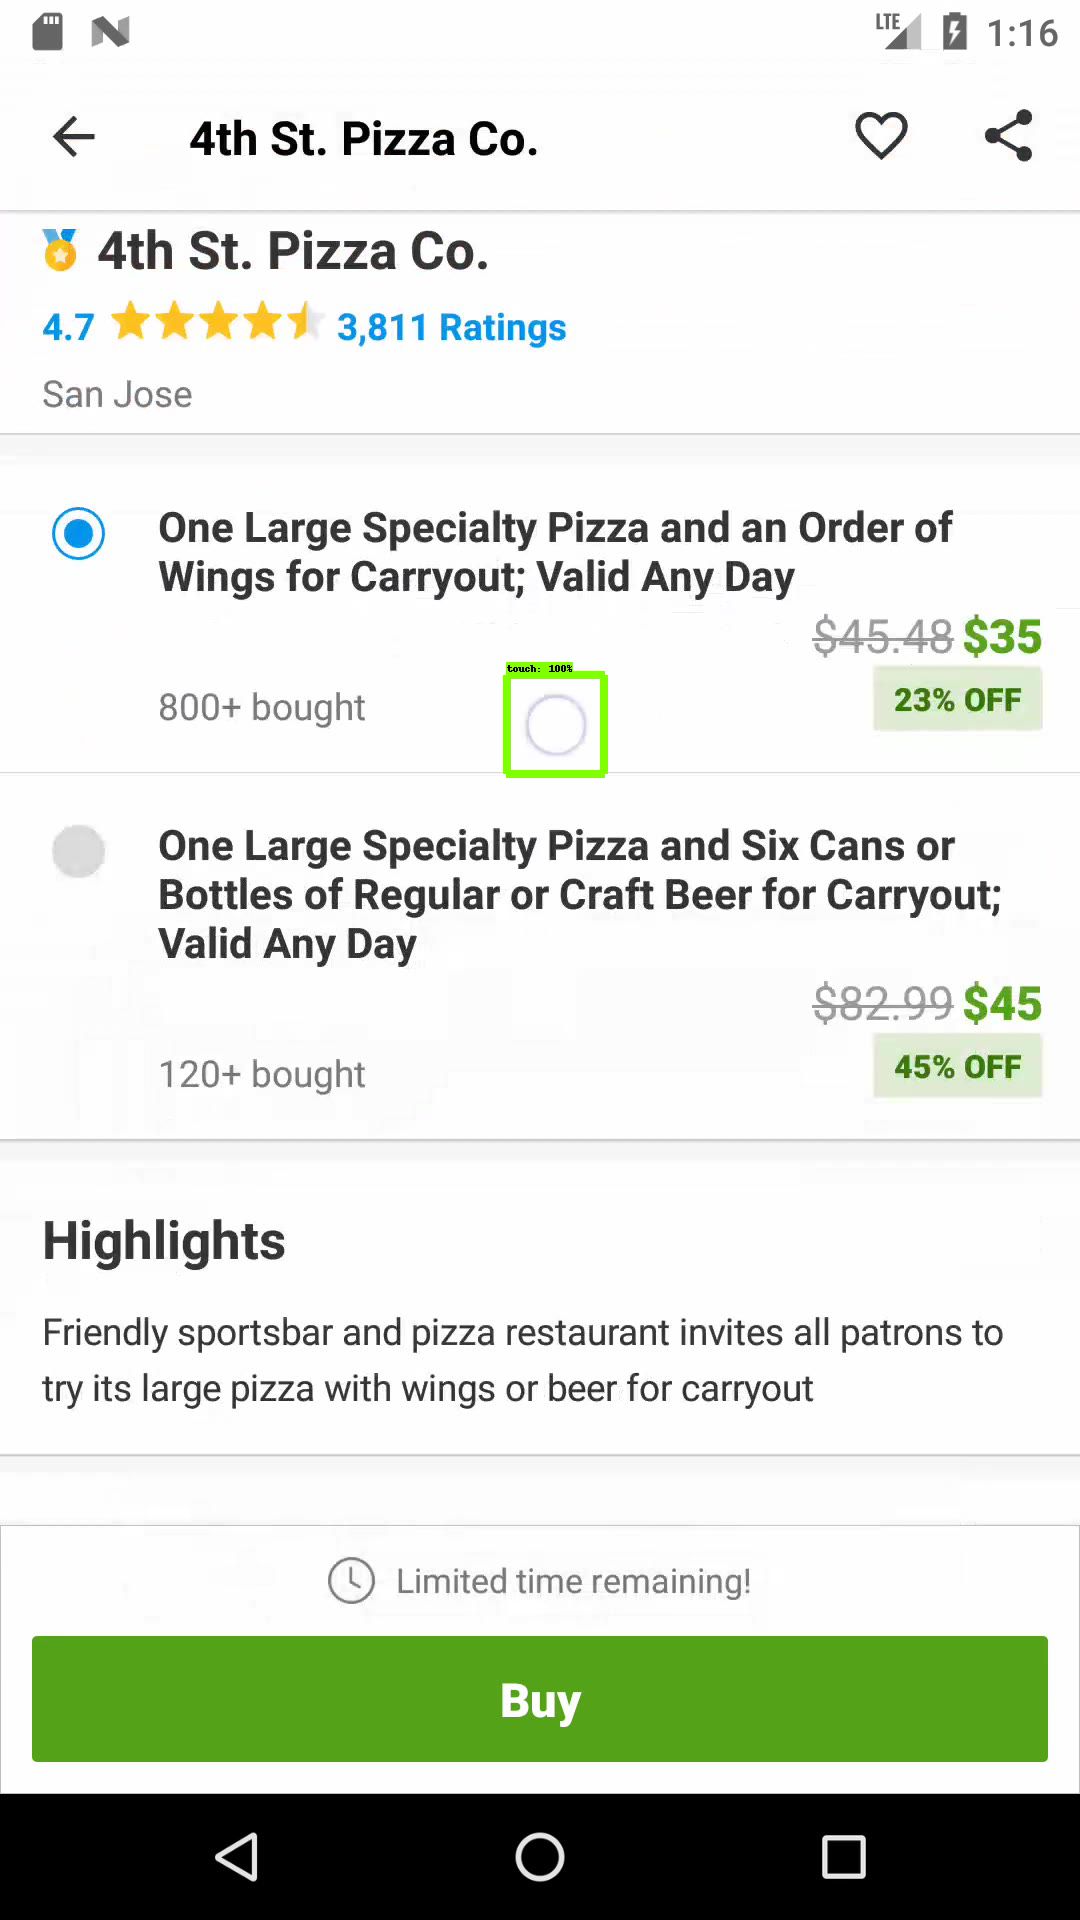 LTE 1:16
4th St. Pizza Co.
4th St. Pizza Co.
4.7 3,811 Ratings
San Jose
One Large Specialty Pizza and an Order of
Wings for Carryout; Valid Any Day
$45.48 $35
touch: 100%
800+ bought
23% OFF
One Large Specialty Pizza and Six Cans or
Bottles of Regular or Craft Beer for Carryout;
Valid Any Day
$82.99 $45
120+ bought
45% OFF
Highlights
Friendly sportsbar and pizza restaurant invites all patrons to
try its large pizza with wings or beer for carryout
Limited time remaining!
Buy